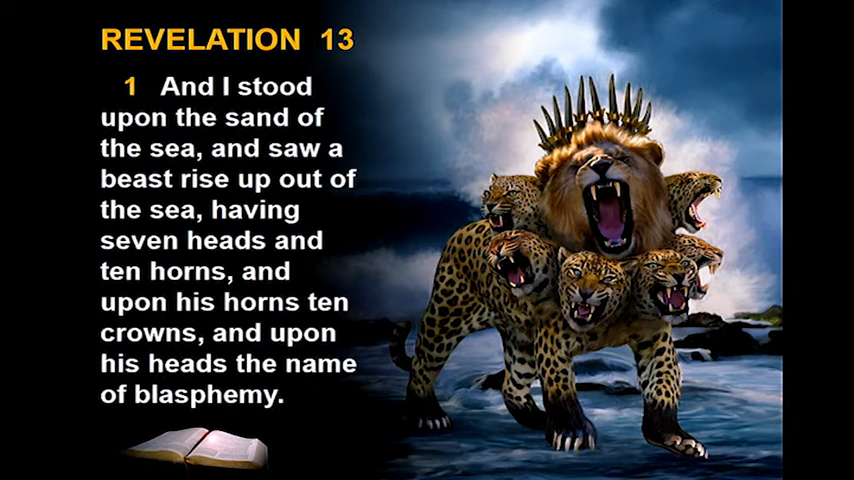 REVELATION 13
1 And I stood
upon the sand of
the sea, and saw a
beast rise up out of
the sea, having
seven heads and
ten horns, and
upon his horns ten
crowns, and upon
his heads the name
of blasphemy.